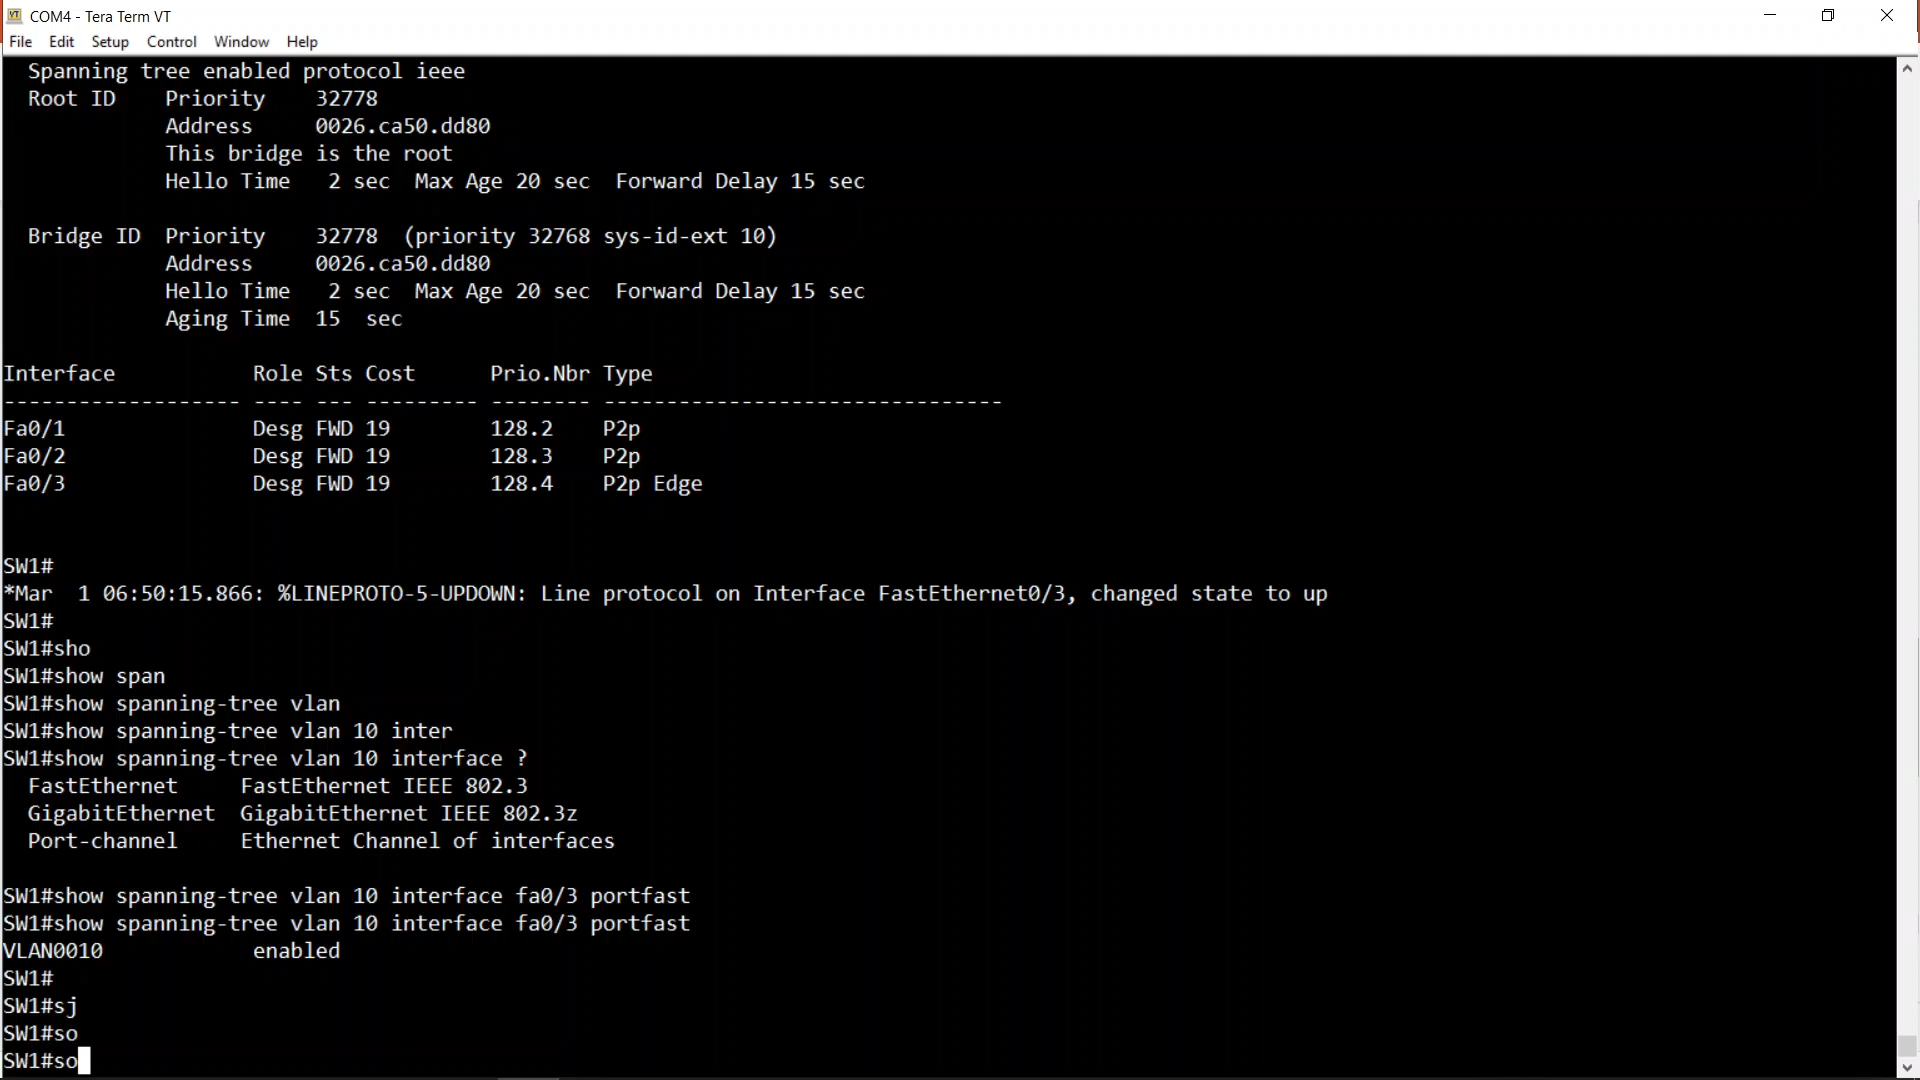 COM4 - Tera Term VT
File Edit Setup Control Window Help
Spanning tree enabled protocol ieee
Root ID Priority 32778
Address 0026.ca50.dd80
This bridge is the root
Hello Time 2 sec Max Age 20 sec Forward Delay 15 sec
Bridge ID Priority 32778 (priority 32768 sys-id-ext 10)
Address 0026.ca50.dd80
Hello Time 2 sec Max Age 20 sec Forward Delay 15 sec
Aging Time 15 sec
Interface Role Sts Cost Prio.Nbr Type
------------------- ---- --- --------- -------- --------------------------------
Fa0/1 Desg FWD 19 128.2 P2p
Fa0/2 Desg FWD 19 128.3 P2p
Fa0/3 Desg FWD 19 128.4 P2p Edge
SW1#
*Mar 1 06:50:15.866: %LINEPROTO-5-UPDOWN: Line protocol on Interface FastEthernet0/3, changed state to up
SW1#
SW1#sho
SW1#show span
SW1#show spanning-tree vlan
SW1#show spanning-tree vlan 10 inter
SW1#show spanning-tree vlan 10 interface ?
FastEthernet FastEthernet IEEE 802.3
GigabitEthernet GigabitEthernet IEEE 802.3z
Port-channel Ethernet Channel of interfaces
SW1#show spanning-tree vlan 10 interface fa0/3 portfast
SW1#show spanning-tree vlan 10 interface fa0/3 portfast
VLAN0010 enabled
SW1#
SW1#sj
SW1#so
SW1#so